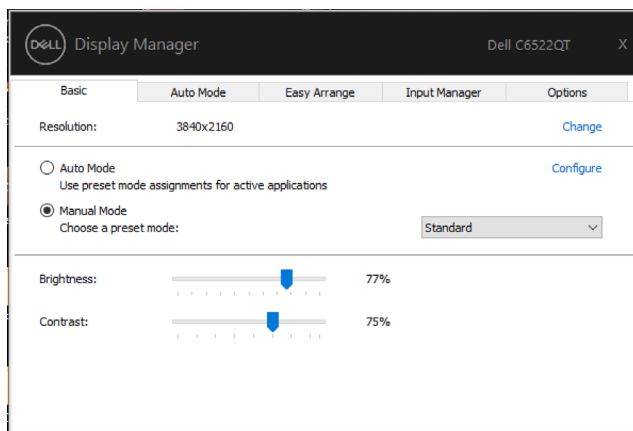 DELL Display Manager Dell C6522QT X
Basic Auto Mode Easy Arrange Input Manager Options
Resolution: 3840x2160 Change
Auto Mode Configure
Use preset mode assignments for active applications
Manual Mode
Choose a preset mode: Standard
Brightness: 77%
Contrast: 75%